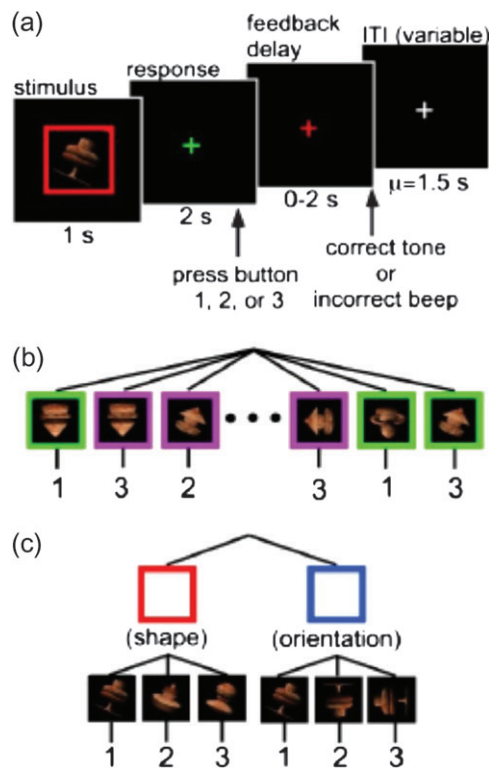 (a)
feedback
delay
ITI (variable)
response
stimulus
1 s
2 s
0-2 s
μ=1.5 s
press button
1, 2, or 3
correct tone
or
incorrect beep
(b)
1 3 2 3 1 3
(c)
(shape) (orientation)
1 2 3 1 2 3